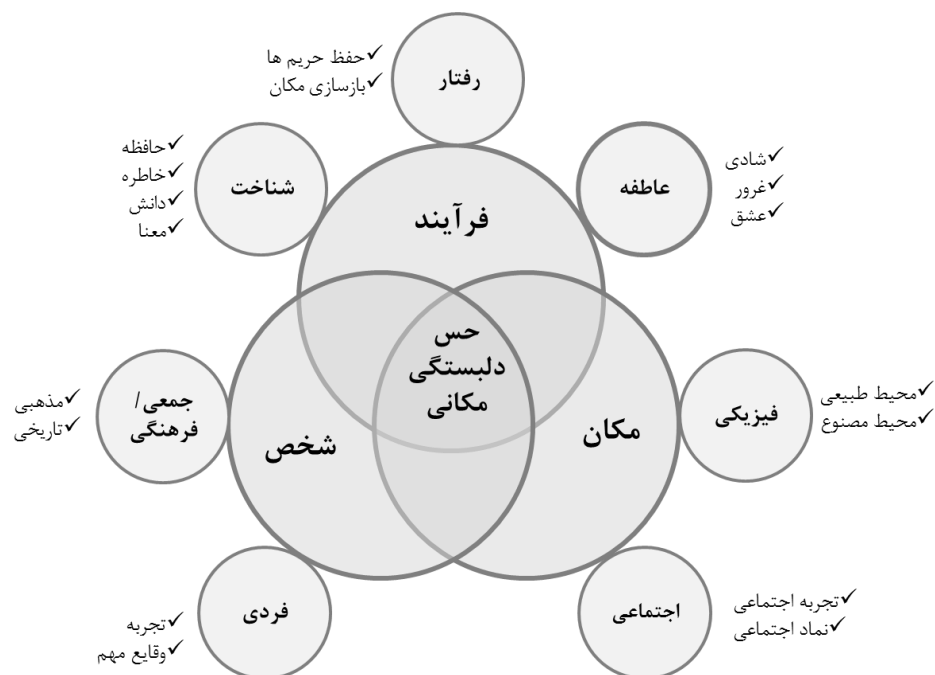 رفتار
✓حفظ حریم ها
✓بازسازی مکان
عاطفه
✓شادی
✓غرور
✓عشق
شناخت
✓حافظه
✓خاطره
✓دانش
✓معنا
فرآیند
حس
دلبستگی
مکانی
مکان
شخص
فیزیکی
✓محیط طبیعی
✓محیط مصنوع
جمعی/
فرهنگی
✓مذهبی
✓تاریخی
اجتماعی
✓تجربه اجتماعی
✓نماد اجتماعی
فردی
✓تجربه
✓وقایع مهم